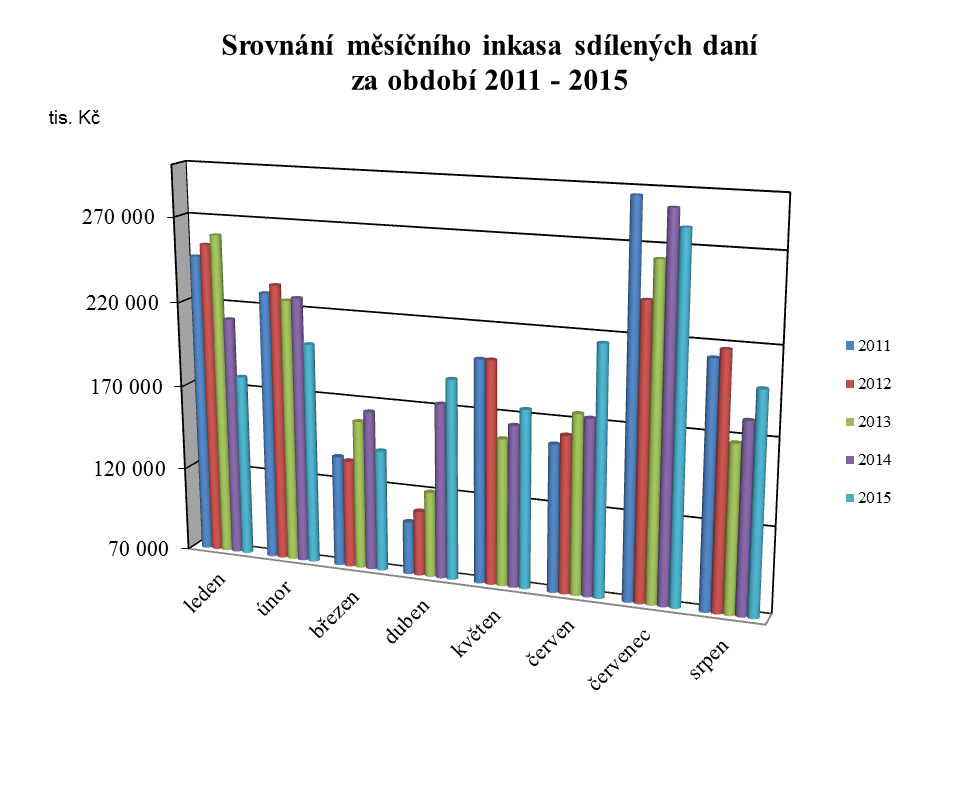 Srovnání měsíčního inkasa sdílených daní
za období 2011 - 2015
tis. Kč
270 000
220 000
170 000
120 000
70 000
leden
únor
březen
duben
květen
červen
červenec
srpen
2011
2012
2013
2014
2015